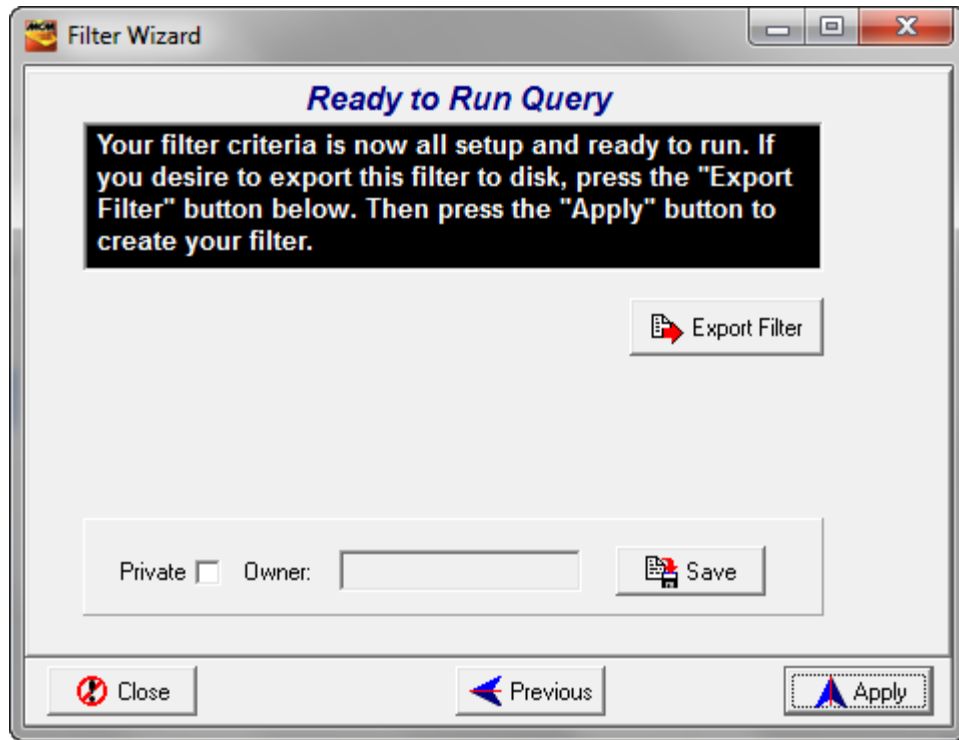 MCM
Filter Wizard
Ready to Run Query
Your filter criteria is now all setup and ready to run. If
you desire to export this filter to disk, press the "Export
Filter" button below. Then press the "Apply" button to
create your filter.
Export Filter
Private Owner: Save
Close Previous Apply